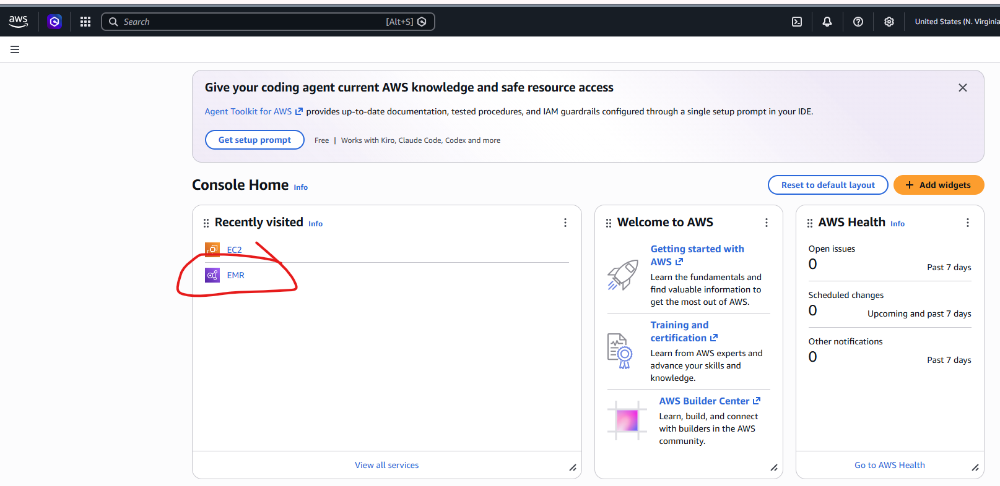 aws
Search
[Alt+S]
United States (N. Virginia
Give your coding agent current AWS knowledge and safe resource access
Agent Toolkit for AWS provides up-to-date documentation, tested procedures, and IAM guardrails configured through a single setup prompt in your IDE.
Get setup prompt
Free | Works with Kiro, Claude Code, Codex and more
Console Home Info
Reset to default layout
+ Add widgets
Recently visited Info
EC2
EMR
View all services
Welcome to AWS
Getting started with
AWS
Learn the fundamentals and
find valuable information to
get the most out of AWS.
Training and
certification
Learn from AWS experts and
advance your skills and
knowledge.
AWS Builder Center
Learn, build, and connect
with builders in the AWS
community.
AWS Health Info
Open issues
0
Past 7 days
Scheduled changes
0
Upcoming and past 7 days
Other notifications
0
Past 7 days
Go to AWS Health